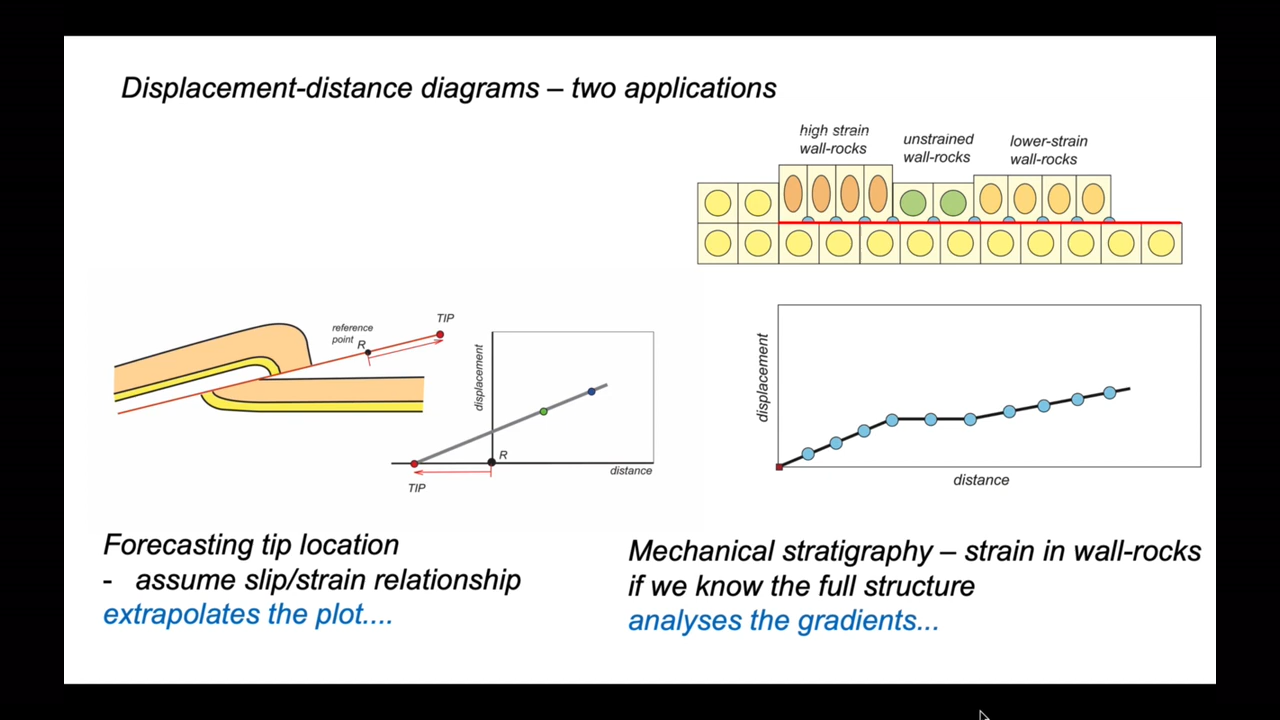 Displacement-distance diagrams – two applications
high strain
wall-rocks
unstrained
wall-rocks
lower-strain
wall-rocks
reference
point
R
TIP
displacement
R
distance
TIP
displacement
distance
Forecasting tip location
- assume slip/strain relationship
extrapolates the plot....
Mechanical stratigraphy – strain in wall-rocks
if we know the full structure
analyses the gradients...